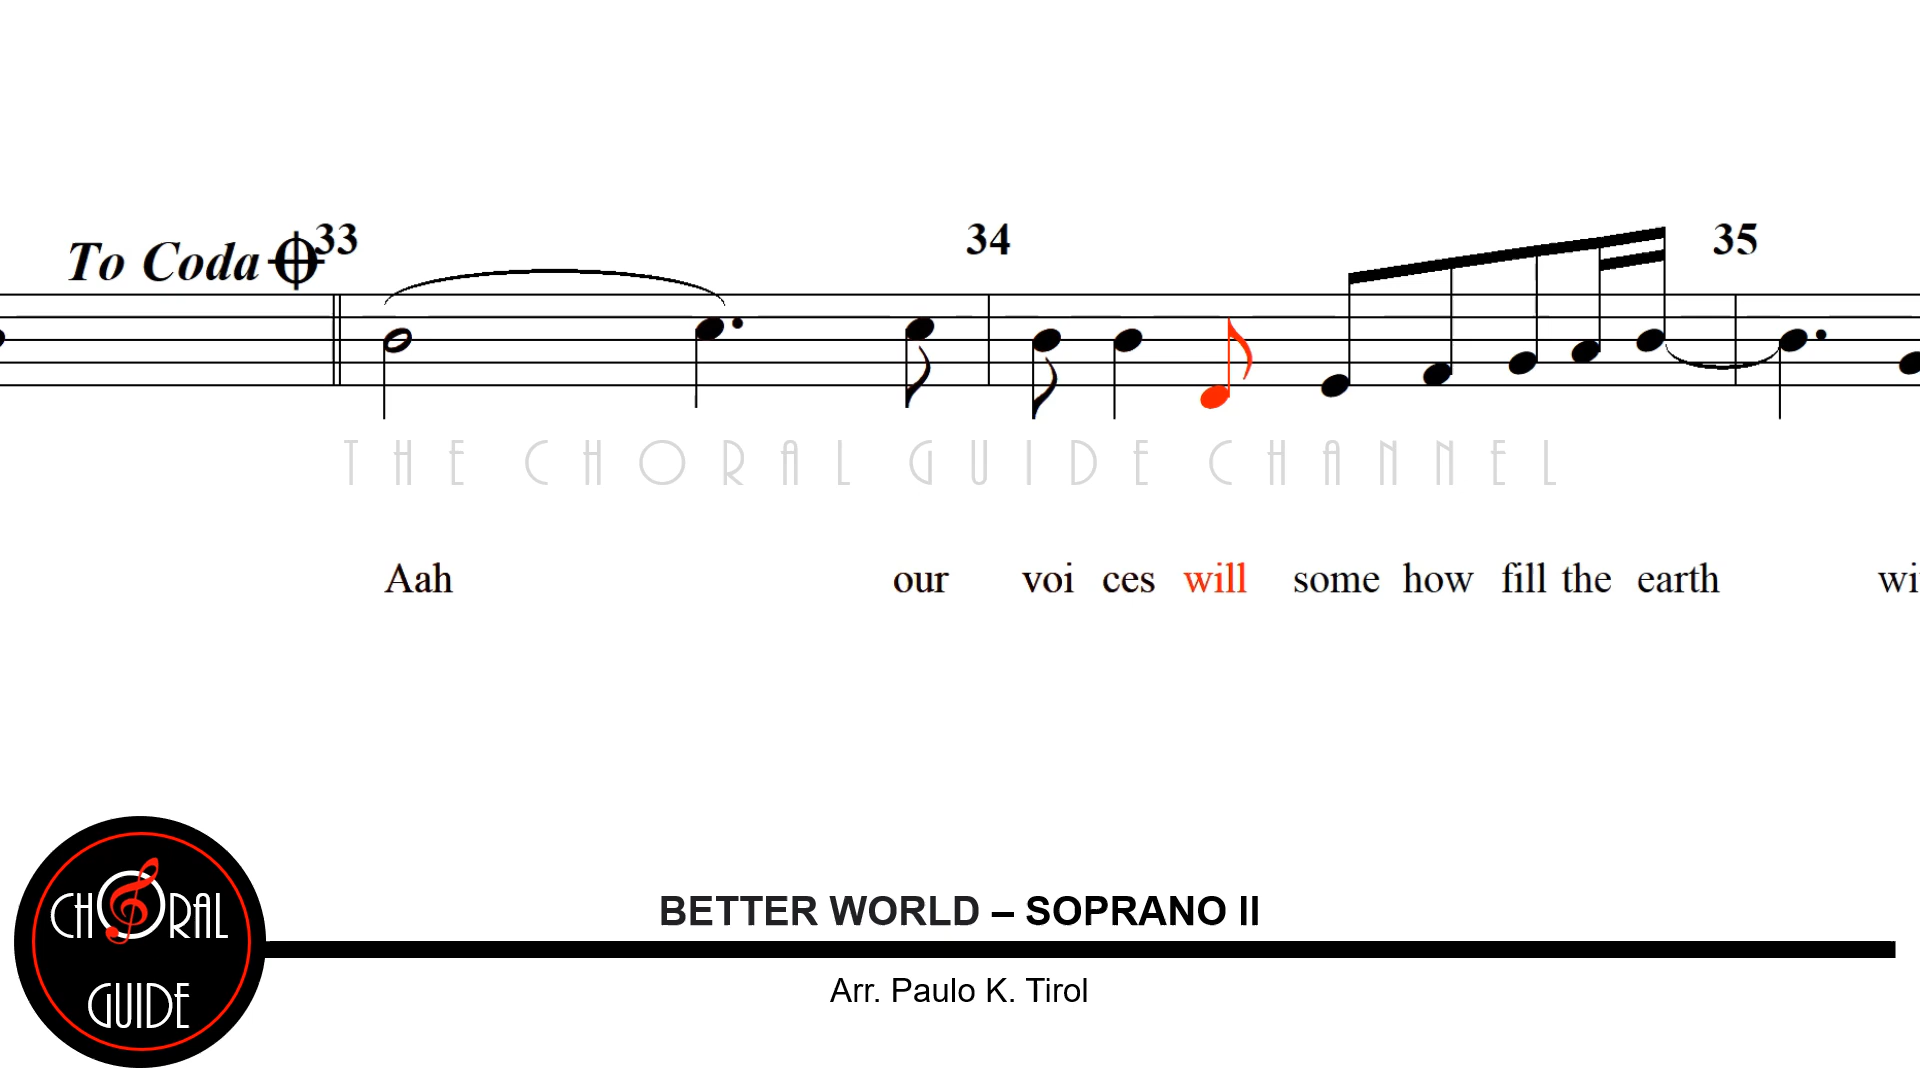 To Coda 33 34 35
THE CHORAL GUIDE CHANNEL
Aah our voi ces will some how fill the earth
BETTER WORLD – SOPRANO II
Arr. Paulo K. Tirol
CHORAL
GUIDE